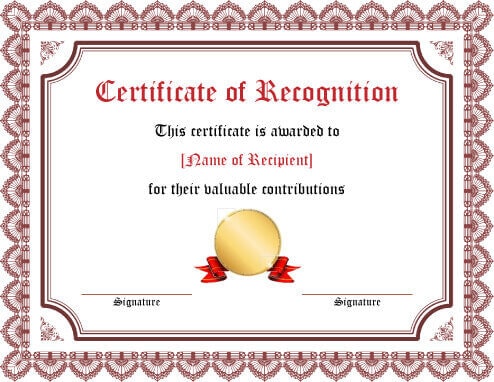 Certificate of Recognition
This certificate is awarded to
[Name of Recipient]
for their valuable contributions
Signature
Signature